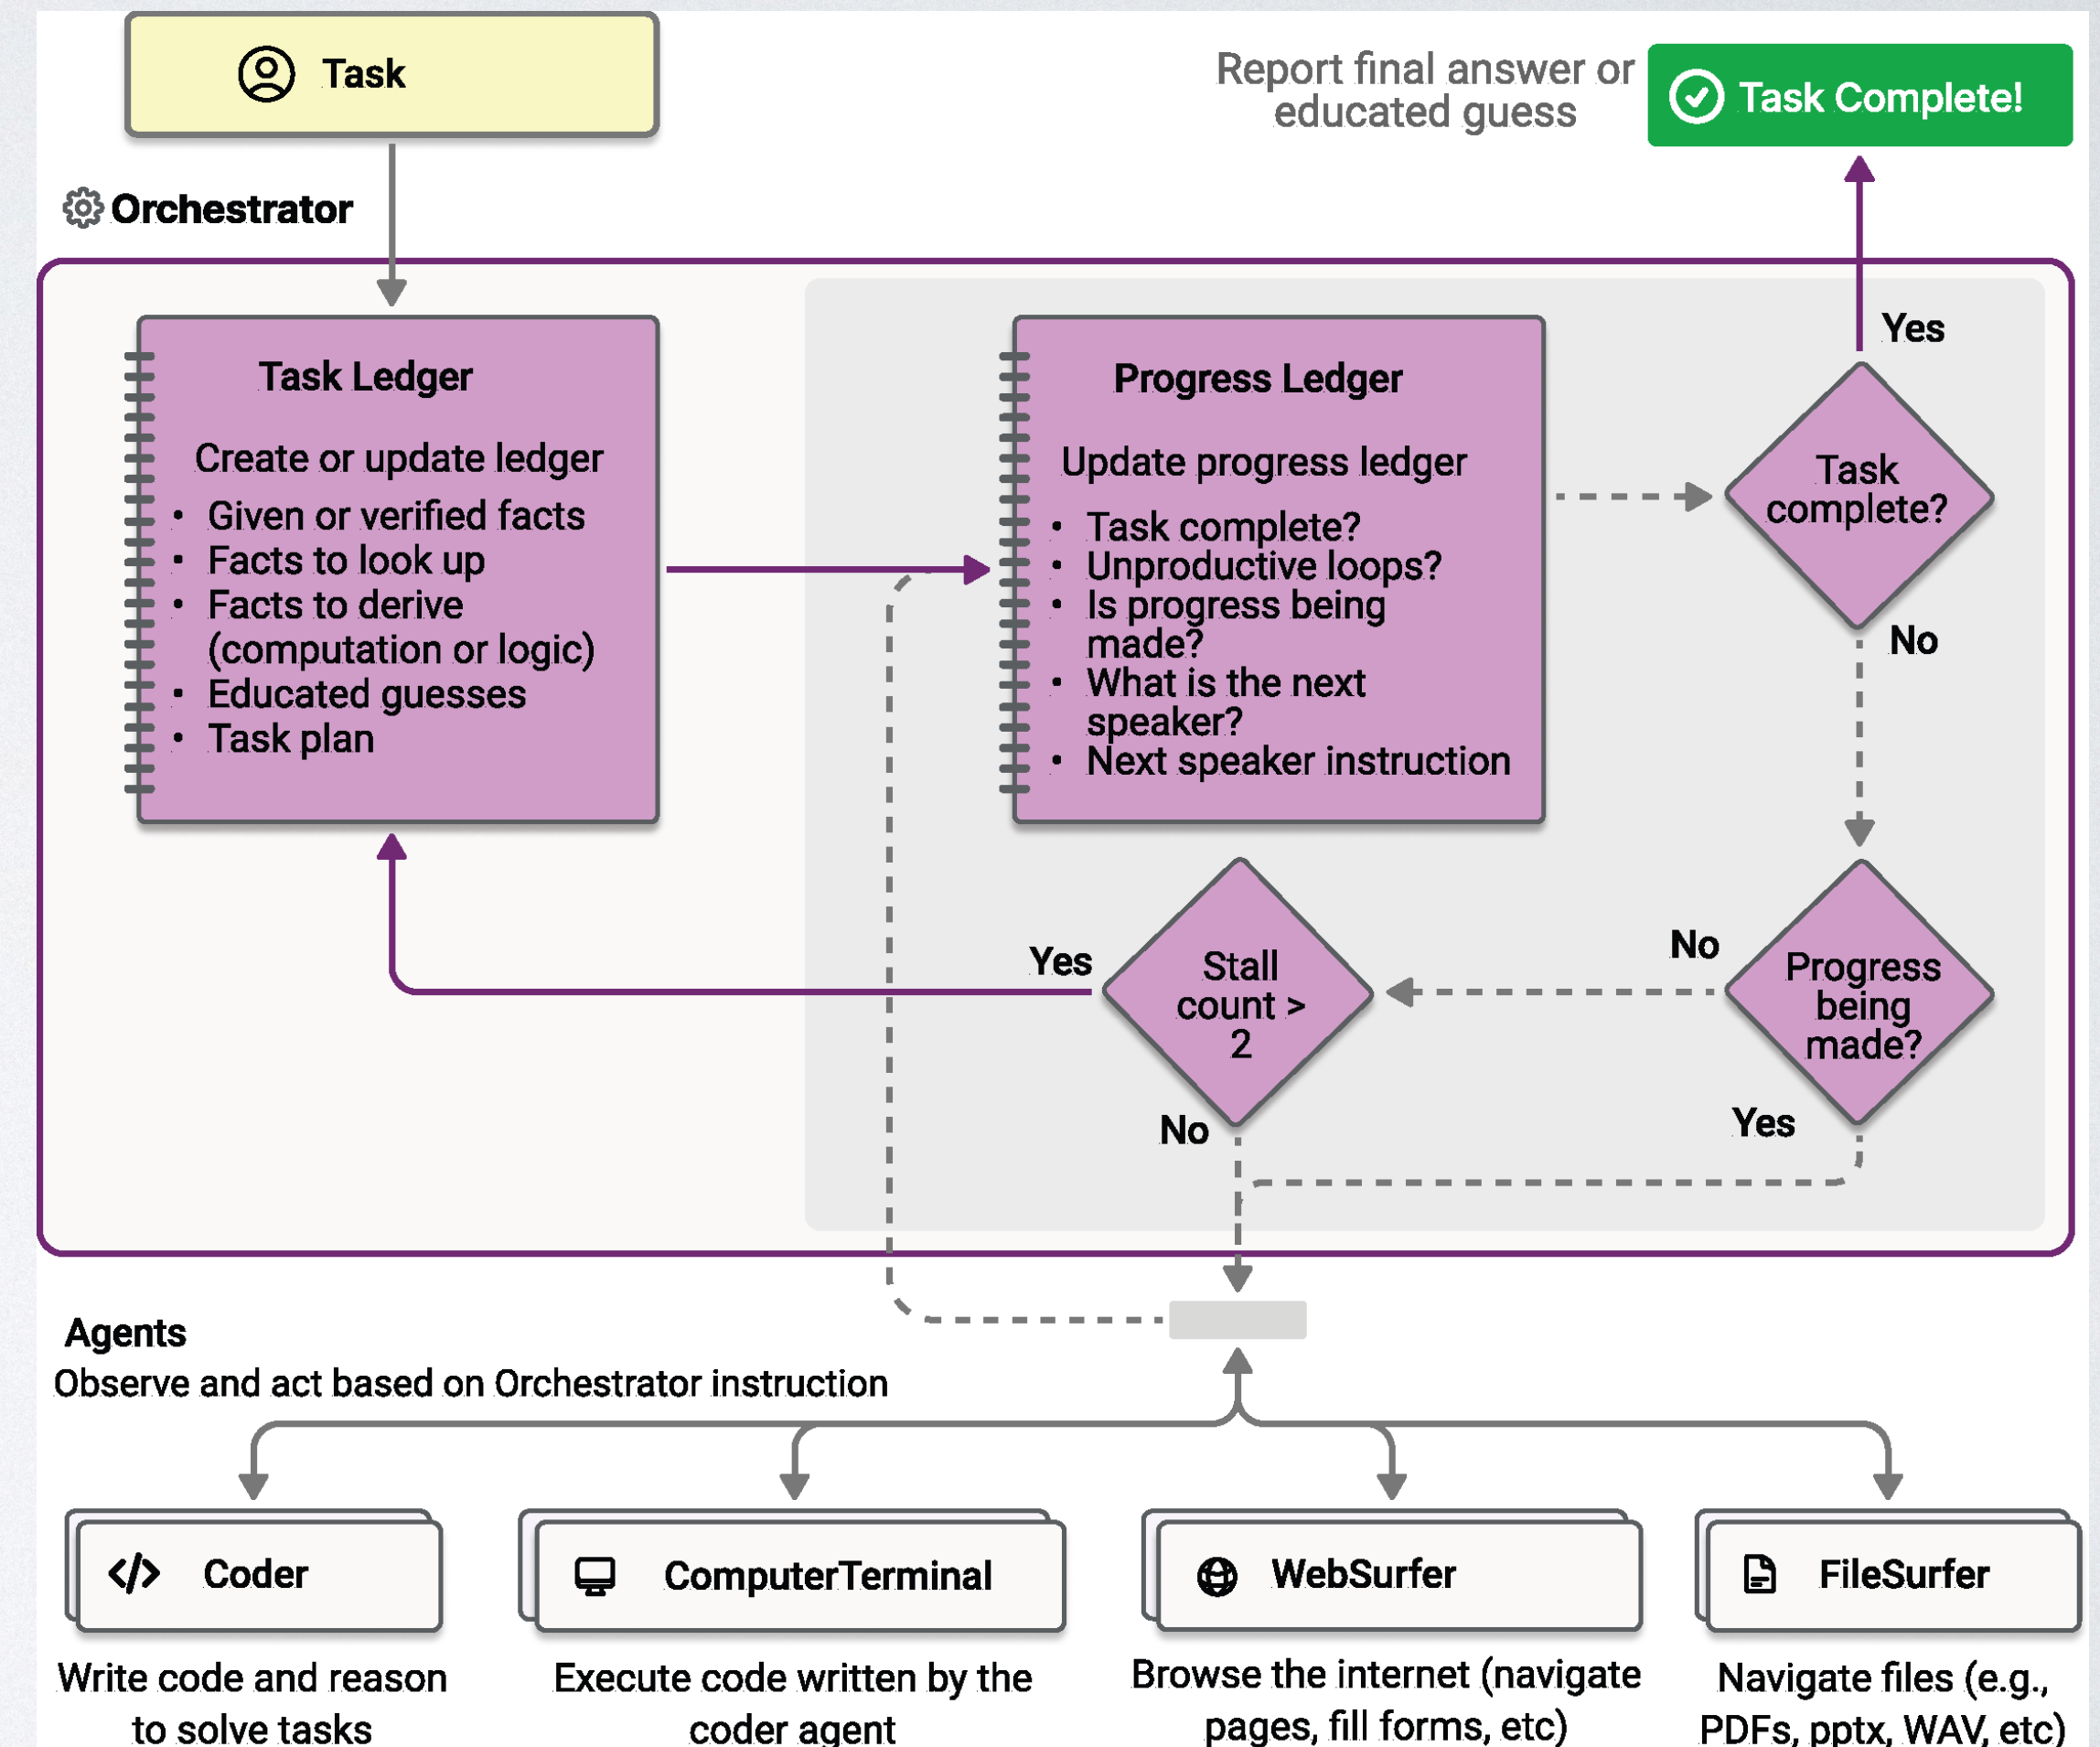 Task
Report final answer or
educated guess
Task Complete!
Orchestrator
Task Ledger
Create or update ledger
• Given or verified facts
• Facts to look up
• Facts to derive
(computation or logic)
• Educated guesses
• Task plan
Progress Ledger
Update progress ledger
• Task complete?
• Unproductive loops?
• Is progress being
made?
• What is the next
speaker?
• Next speaker instruction
Yes
Task
complete?
No
Progress
being
made?
No
Yes
Stall
count >
2
Yes
No
Agents
Observe and act based on Orchestrator instruction
Coder
Write code and reason
to solve tasks
ComputerTerminal
Execute code written by the
coder agent
WebSurfer
Browse the internet (navigate
pages, fill forms, etc)
FileSurfer
Navigate files (e.g.,
PDFs, pptx, WAV, etc)